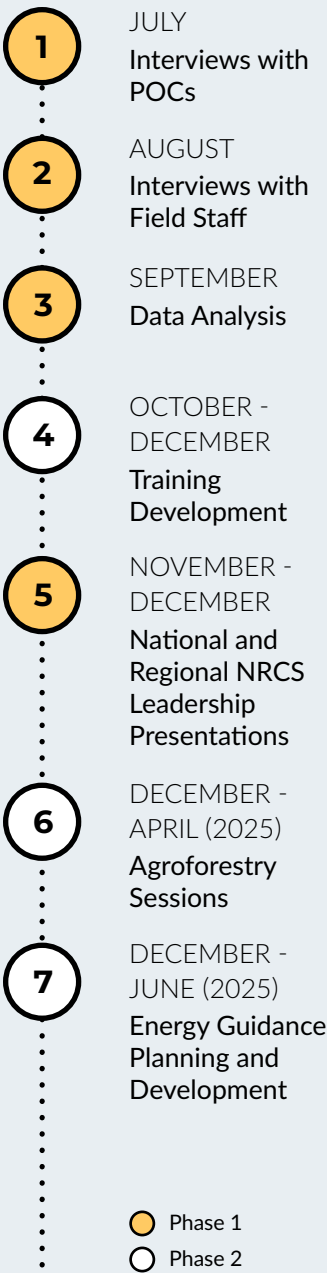 1
JULY
Interviews with
POCs
2
AUGUST
Interviews with
Field Staff
3
SEPTEMBER
Data Analysis
4
OCTOBER -
DECEMBER
Training
Development
5
NOVEMBER -
DECEMBER
National and
Regional NRCS
Leadership
Presentations
6
DECEMBER -
APRIL (2025)
Agroforestry
Sessions
7
DECEMBER -
JUNE (2025)
Energy Guidance
Planning and
Development
Phase 1
Phase 2